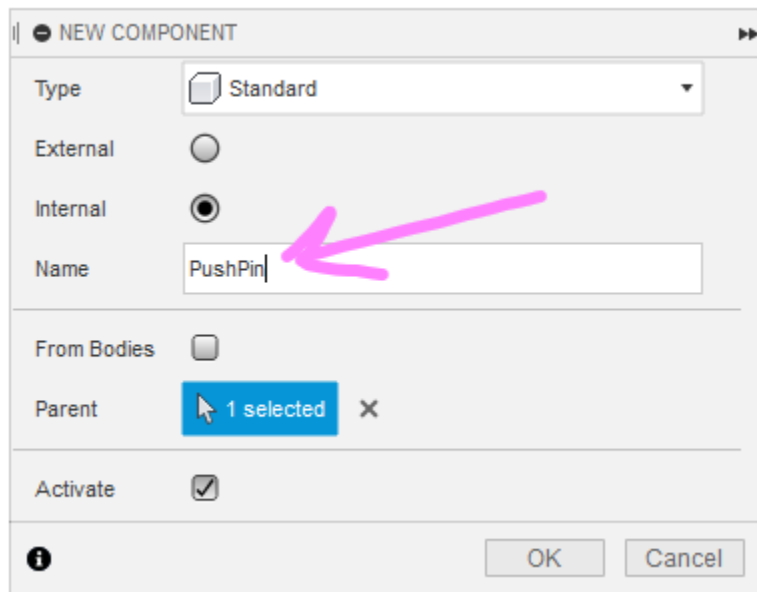 NEW COMPONENT
Type Standard
External
Internal
Name PushPin
From Bodies
Parent 1 selected
Activate
OK Cancel